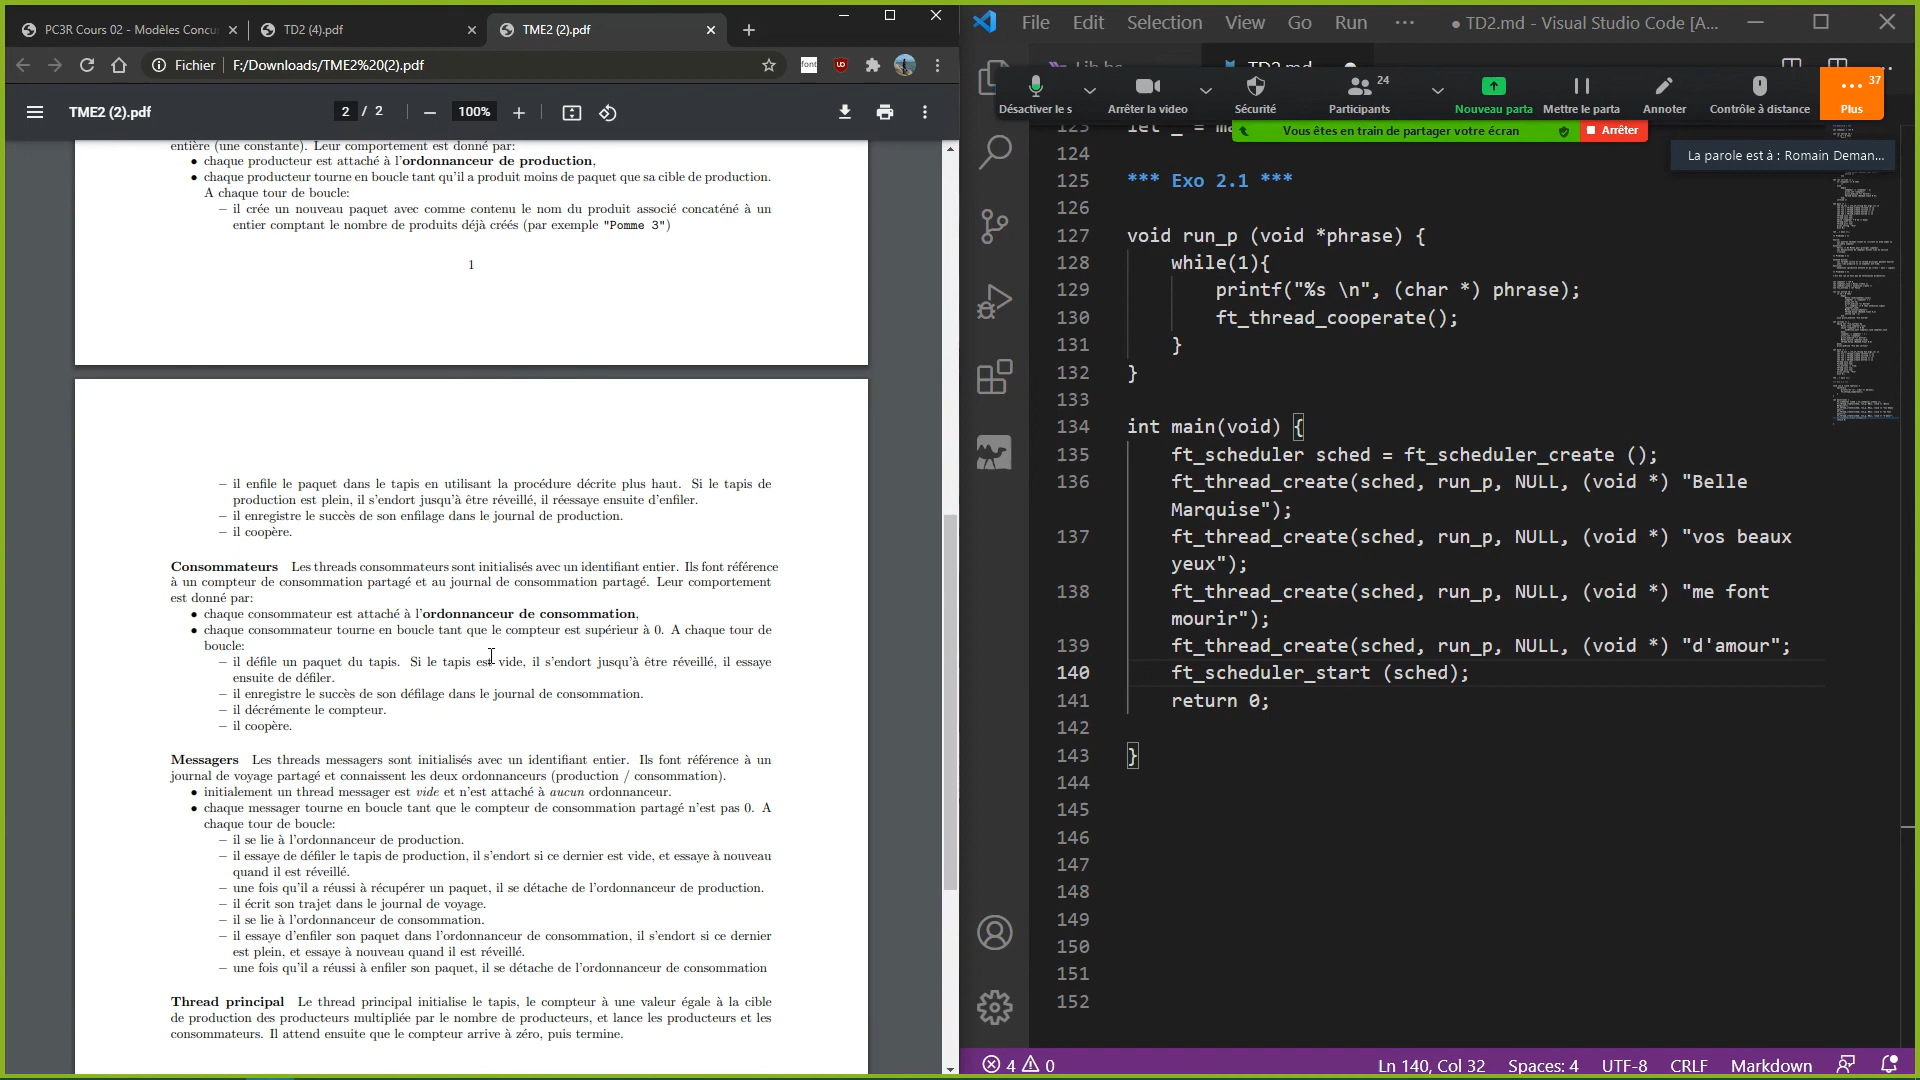 PC3R Cours 02 - Modèles Concu
TD2 (4).pdf
TME2 (2).pdf
Fichier
F:/Downloads/TME2%20(2).pdf
TME2 (2).pdf
2 / 2
100%
entière (une constante). Leur comportement est donné par:
• chaque producteur est attaché à l'ordonnanceur de production,
• chaque producteur tourne en boucle tant qu'il a produit moins de paquet que sa cible de production.
A chaque tour de boucle:
– il crée un nouveau paquet avec comme contenu le nom du produit associé concaténé à un
entier comptant le nombre de produits déjà créés (par exemple "Pomme 3")
1
– il enfile le paquet dans le tapis en utilisant la procédure décrite plus haut. Si le tapis de
production est plein, il s'endort jusqu'à être réveillé, il réessaye ensuite d'enfiler.
– il enregistre le succès de son enfilage dans le journal de production.
– il coopère.
Consommateurs Les threads consommateurs sont initialisés avec un identifiant entier. Ils font référence
à un compteur de consommation partagé et au journal de consommation partagé. Leur comportement
est donné par:
• chaque consommateur est attaché à l'ordonnanceur de consommation,
• chaque consommateur tourne en boucle tant que le compteur est supérieur à 0. A chaque tour de
boucle:
– il défile un paquet du tapis. Si le tapis est vide, il s'endort jusqu'à être réveillé, il essaye
ensuite de défiler.
– il enregistre le succès de son défilage dans le journal de consommation.
– il décrémente le compteur.
– il coopère.
Messagers Les threads messagers sont initialisés avec un identifiant entier. Ils font référence à un
journal de voyage partagé et connaissent les deux ordonnanceurs (production / consommation).
• initialement un thread messager est vide et n'est attaché à aucun ordonnanceur.
• chaque messager tourne en boucle tant que le compteur de consommation partagé n'est pas 0. A
chaque tour de boucle:
– il se lie à l'ordonnanceur de production.
– il essaye de défiler le tapis de production, il s'endort si ce dernier est vide, et essaye à nouveau
quand il est réveillé.
– une fois qu'il a réussi à récupérer un paquet, il se détache de l'ordonnanceur de production.
– il écrit son trajet dans le journal de voyage.
– il se lie à l'ordonnanceur de consommation.
– il essaye d'enfiler son paquet dans l'ordonnanceur de consommation, il s'endort si ce dernier
est plein, et essaye à nouveau quand il est réveillé.
– une fois qu'il a réussi à enfiler son paquet, il se détache de l'ordonnanceur de consommation
Thread principal Le thread principal initialise le tapis, le compteur à une valeur égale à la cible
de production des producteurs multipliée par le nombre de producteurs, et lance les producteurs et les
consommateurs. Il attend ensuite que le compteur arrive à zéro, puis termine.
File Edit Selection View Go Run ··· ● TD2.md - Visual Studio Code [A...
Désactiver le s
Arrêter la video
Sécurité
Participants 24
Nouveau parta
Mettre le parta
Annoter
Contrôle à distance
Plus 37
Vous êtes en train de partager votre écran
Arrêter
La parole est à : Romain Deman...
124
125 *** Exo 2.1 ***
126
127 void run_p (void *phrase) {
128 while(1){
129 printf("%s \n", (char *) phrase);
130 ft_thread_cooperate();
131 }
132 }
133
134 int main(void) {
135 ft_scheduler sched = ft_scheduler_create ();
136 ft_thread_create(sched, run_p, NULL, (void *) "Belle
Marquise");
137 ft_thread_create(sched, run_p, NULL, (void *) "vos beaux
yeux");
138 ft_thread_create(sched, run_p, NULL, (void *) "me font
mourir");
139 ft_thread_create(sched, run_p, NULL, (void *) "d'amour";
140 ft_scheduler_start (sched);
141 return 0;
142
143 }
144
145
146
147
148
149
150
151
152
4 0
Ln 140, Col 32 Spaces: 4 UTF-8 CRLF Markdown